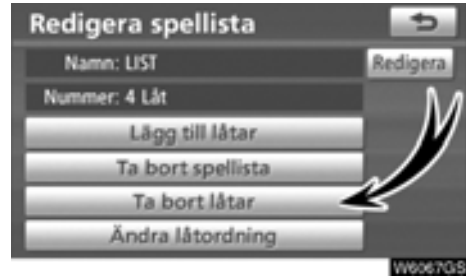 Redigera spellista
Namn: LIST
Redigera
Nummer: 4 Låt
Lägg till låtar
Ta bort spellista
Ta bort låtar
Ändra låtordning
W6067GS